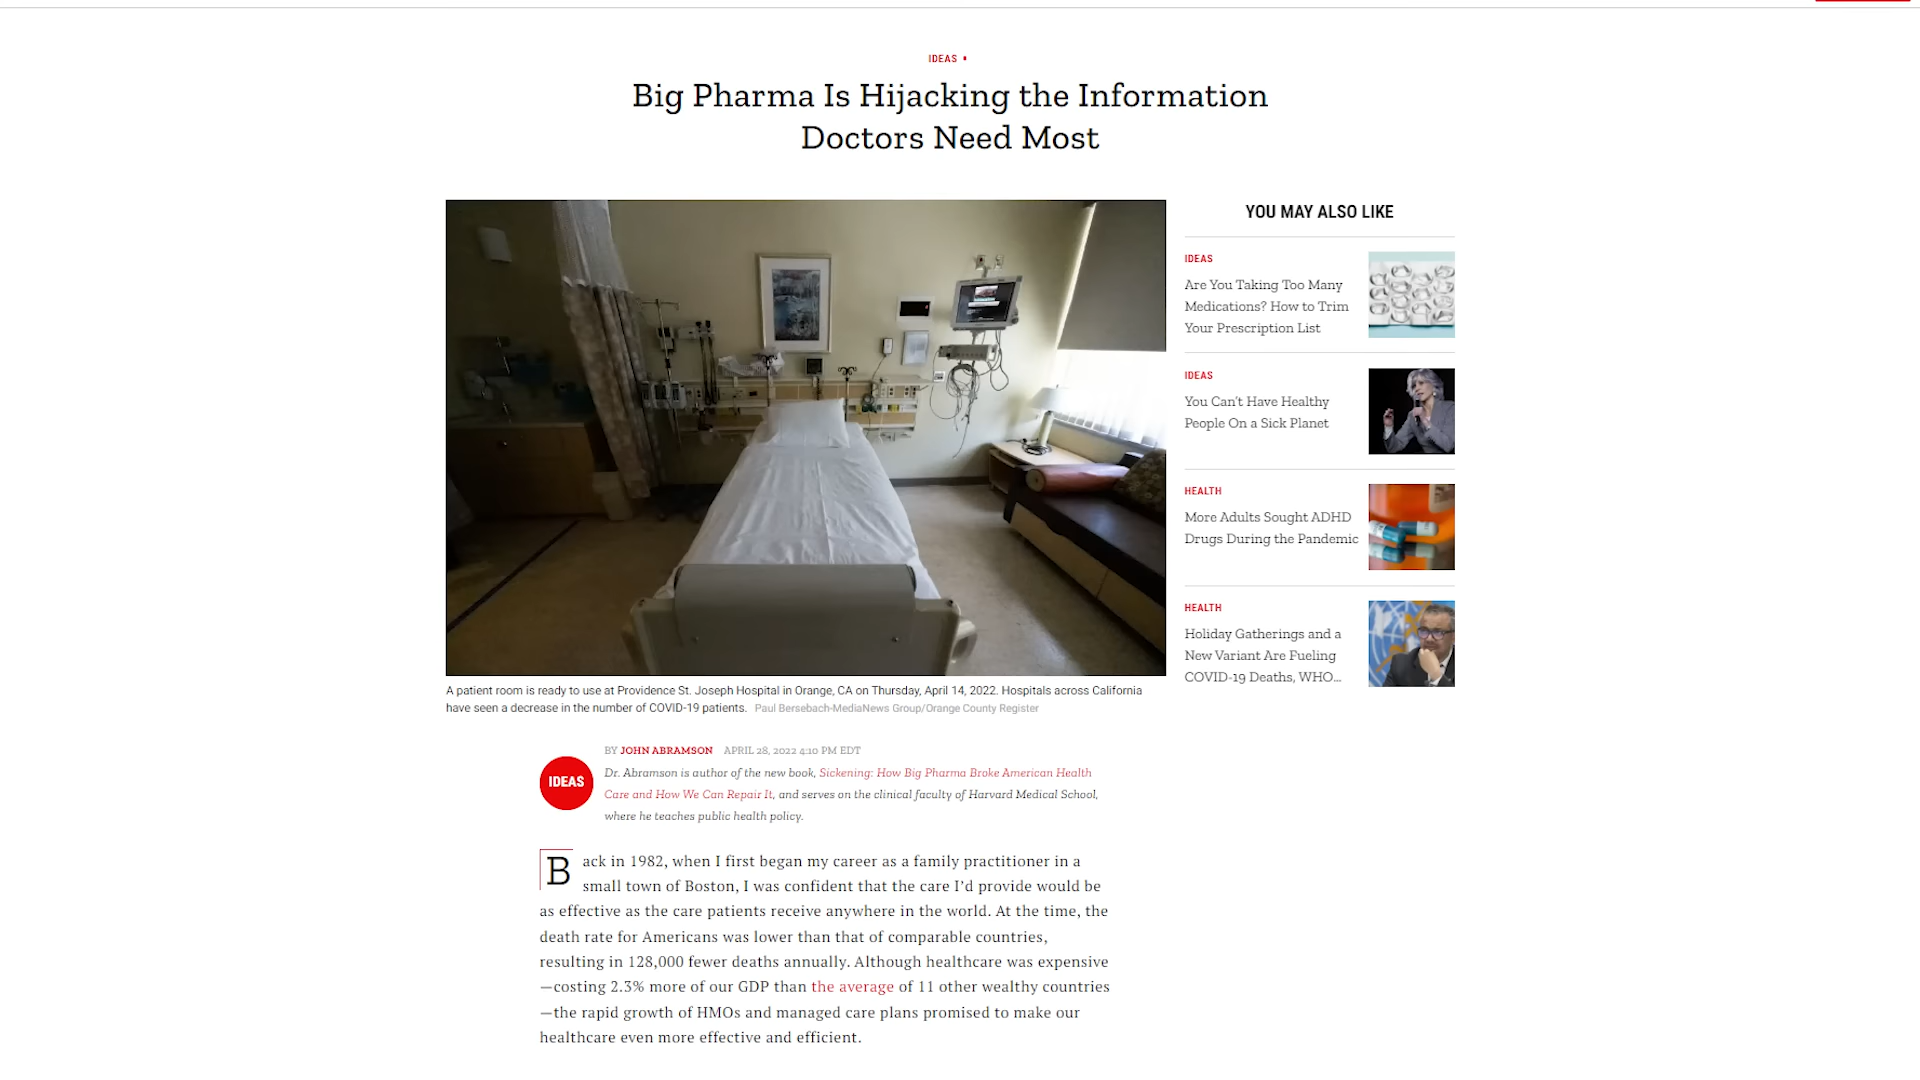 IDEAS
Big Pharma Is Hijacking the Information
Doctors Need Most
A patient room is ready to use at Providence St. Joseph Hospital in Orange, CA on Thursday, April 14, 2022. Hospitals across California
have seen a decrease in the number of COVID-19 patients. Paul Bersebach-MediaNews Group/Orange County Register
BY JOHN ABRAMSON APRIL 28, 2022 4:10 PM EDT
IDEAS
Dr. Abramson is author of the new book, Sickening: How Big Pharma Broke American Health
Care and How We Can Repair It, and serves on the clinical faculty of Harvard Medical School,
where he teaches public health policy.
Back in 1982, when I first began my career as a family practitioner in a
small town of Boston, I was confident that the care I'd provide would be
as effective as the care patients receive anywhere in the world. At the time, the
death rate for Americans was lower than that of comparable countries,
resulting in 128,000 fewer deaths annually. Although healthcare was expensive
—costing 2.3% more of our GDP than the average of 11 other wealthy countries
—the rapid growth of HMOs and managed care plans promised to make our
healthcare even more effective and efficient.
YOU MAY ALSO LIKE
IDEAS
Are You Taking Too Many
Medications? How to Trim
Your Prescription List
IDEAS
You Can't Have Healthy
People On a Sick Planet
HEALTH
More Adults Sought ADHD
Drugs During the Pandemic
HEALTH
Holiday Gatherings and a
New Variant Are Fueling
COVID-19 Deaths, WHO...